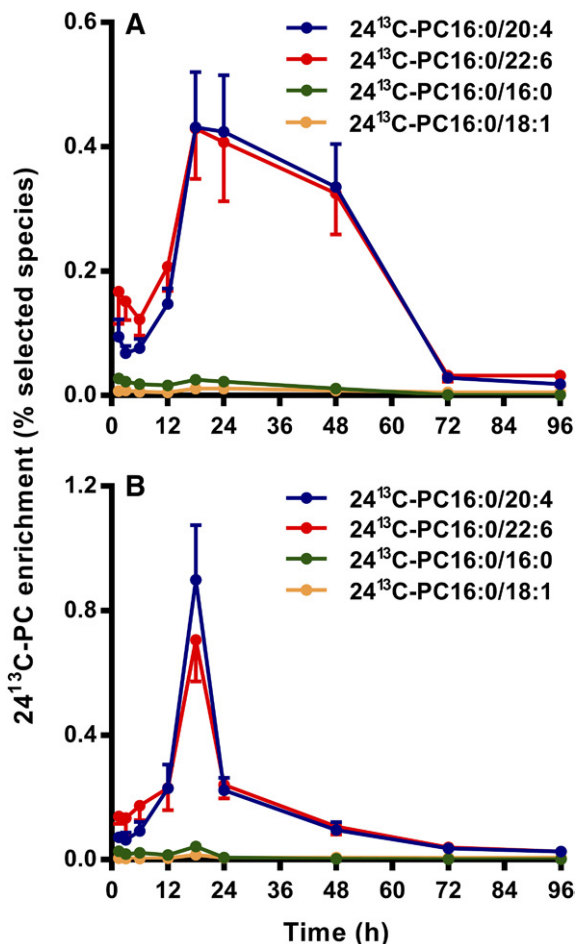 A
24¹³C-PC16:0/20:4
24¹³C-PC16:0/22:6
24¹³C-PC16:0/16:0
24¹³C-PC16:0/18:1
0.6
0.4
0.2
0.0
0 12 24 36 48 60 72 84 96
24¹³C-PC enrichment (% selected species)
B
24¹³C-PC16:0/20:4
24¹³C-PC16:0/22:6
24¹³C-PC16:0/16:0
24¹³C-PC16:0/18:1
1.2
0.8
0.4
0.0
0 12 24 36 48 60 72 84 96
Time (h)